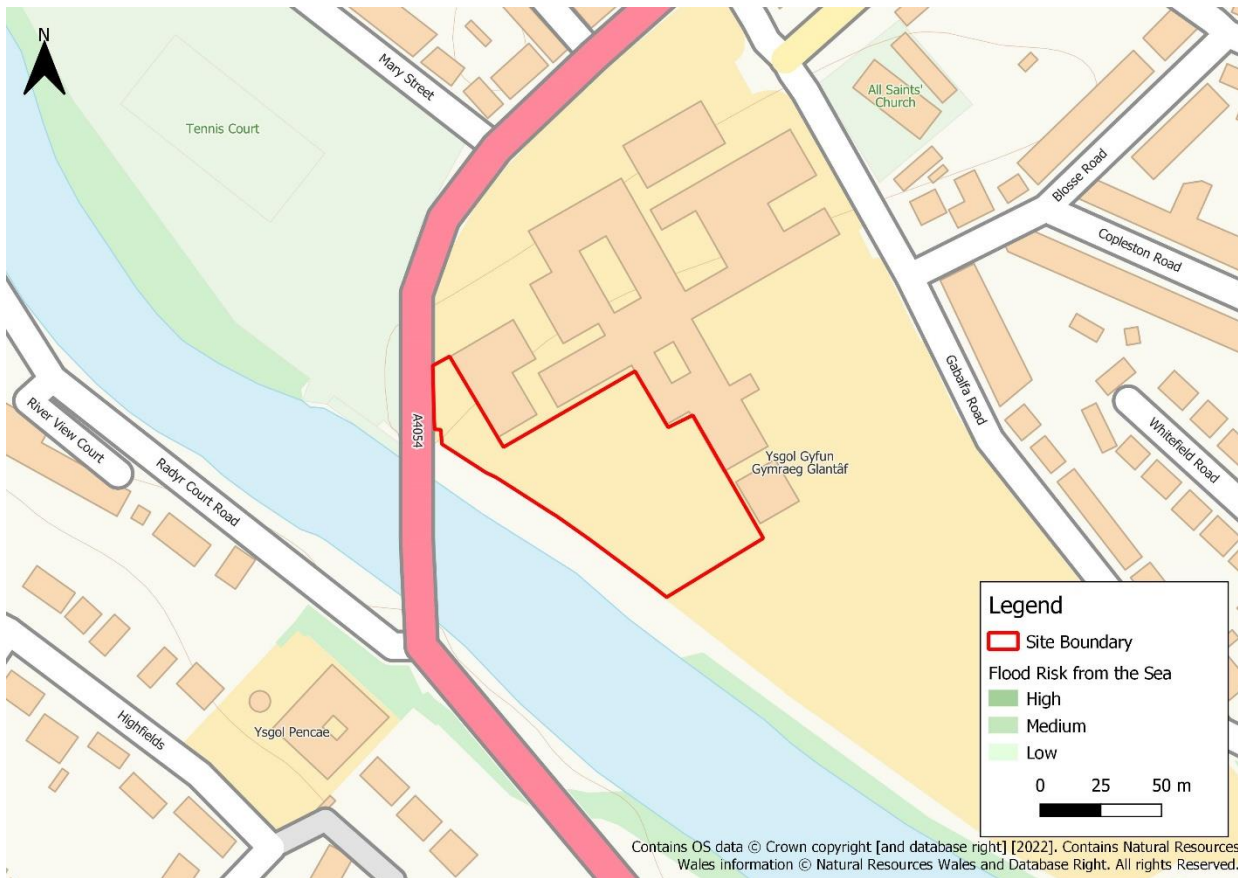 N
Mary Street
Tennis Court
All Saints'
Church
Blosse Road
Copleston Road
A4054
Gabalfa Road
Whitefield Road
River View Court
Radyr Court Road
Ysgol Gyfun
Gymraeg Glantâf
Highfields
Ysgol Pencae
Legend
Site Boundary
Flood Risk from the Sea
High
Medium
Low
0 25 50 m
Contains OS data © Crown copyright [and database right] [2022]. Contains Natural Resources
Wales information © Natural Resources Wales and Database Right. All rights Reserved.